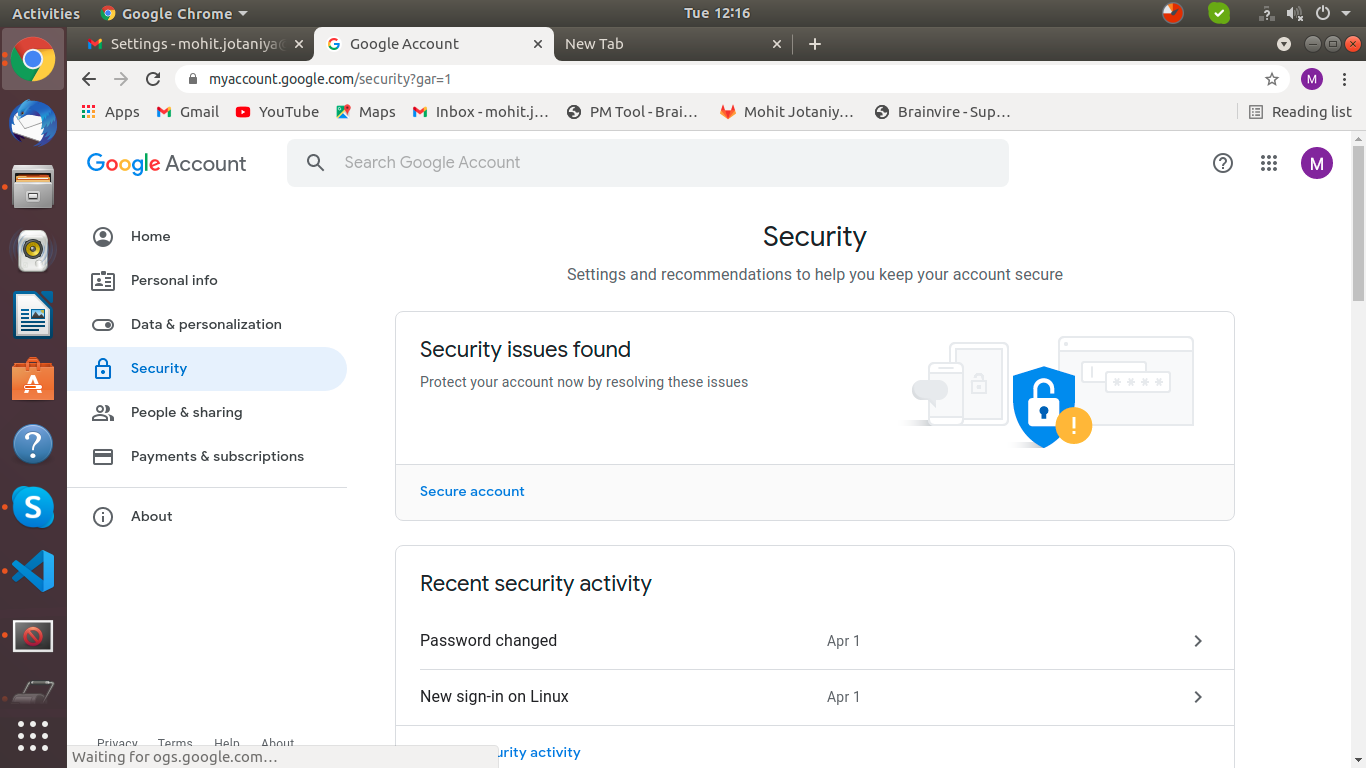 Activities
Google Chrome
Tue 12:16
Settings - mohit.jotaniya@
Google Account
New Tab
myaccount.google.com/security?gar=1
M
Apps
Gmail
YouTube
Maps
Inbox - mohit.j…
PM Tool - Brai…
Mohit Jotaniy…
Brainvire - Sup…
Reading list
Google Account
Search Google Account
M
Home
Personal info
Data & personalization
Security
People & sharing
Payments & subscriptions
About
Security
Settings and recommendations to help you keep your account secure
Security issues found
Protect your account now by resolving these issues
Secure account
Recent security activity
Password changed Apr 1
New sign-in on Linux Apr 1
security activity
Privacy Terms Help About
Waiting for ogs.google.com…